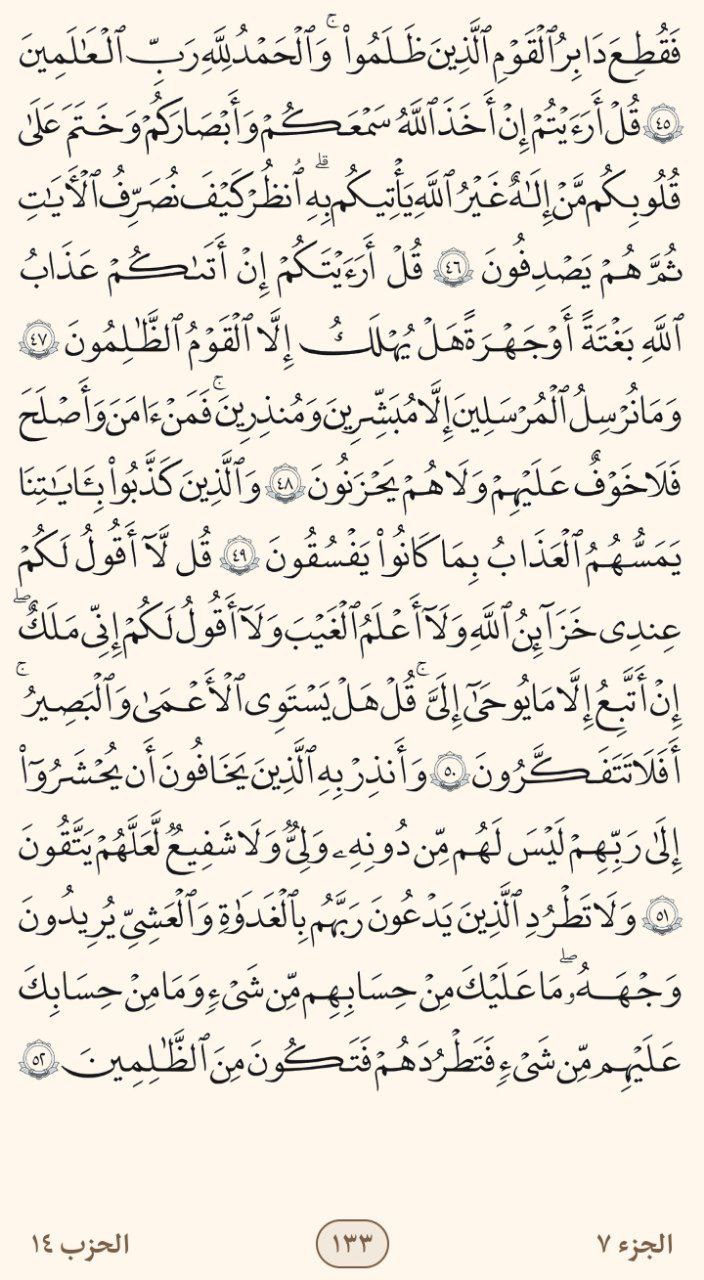 فَقُطِعَ دَابِرُ ٱلْقَوْمِ ٱلَّذِينَ ظَلَمُوا۟ ۚ وَٱلْحَمْدُ لِلَّهِ رَبِّ ٱلْعَـٰلَمِينَ
٤٥ قُلْ أَرَءَيْتُمْ إِنْ أَخَذَ ٱللَّهُ سَمْعَكُمْ وَأَبْصَـٰرَكُمْ وَخَتَمَ عَلَىٰ
قُلُوبِكُم مَّنْ إِلَـٰهٌ غَيْرُ ٱللَّهِ يَأْتِيكُم بِهِ ۗ ٱنظُرْ كَيْفَ نُصَرِّفُ ٱلْـَٔايَـٰتِ
ثُمَّ هُمْ يَصْدِفُونَ ٤٦ قُلْ أَرَءَيْتَكُمْ إِنْ أَتَىٰكُمْ عَذَابُ
ٱللَّهِ بَغْتَةً أَوْ جَهْرَةً هَلْ يُهْلَكُ إِلَّا ٱلْقَوْمُ ٱلظَّـٰلِمُونَ ٤٧
وَمَا نُرْسِلُ ٱلْمُرْسَلِينَ إِلَّا مُبَشِّرِينَ وَمُنذِرِينَ ۖ فَمَنْ ءَامَنَ وَأَصْلَحَ
فَلَا خَوْفٌ عَلَيْهِمْ وَلَا هُمْ يَحْزَنُونَ ٤٨ وَٱلَّذِينَ كَذَّبُوا۟ بِـَٔايَـٰتِنَا
يَمَسُّهُمُ ٱلْعَذَابُ بِمَا كَانُوا۟ يَفْسُقُونَ ٤٩ قُل لَّآ أَقُولُ لَكُمْ
عِندِى خَزَآئِنُ ٱللَّهِ وَلَآ أَعْلَمُ ٱلْغَيْبَ وَلَآ أَقُولُ لَكُمْ إِنِّى مَلَكٌ ۖ
إِنْ أَتَّبِعُ إِلَّا مَا يُوحَىٰٓ إِلَىَّ ۚ قُلْ هَلْ يَسْتَوِى ٱلْأَعْمَىٰ وَٱلْبَصِيرُ ۚ
أَفَلَا تَتَفَكَّرُونَ ٥٠ وَأَنذِرْ بِهِ ٱلَّذِينَ يَخَافُونَ أَن يُحْشَرُوٓا۟
إِلَىٰ رَبِّهِمْ لَيْسَ لَهُم مِّن دُونِهِۦ وَلِىٌّ وَلَا شَفِيعٌ لَّعَلَّهُمْ يَتَّقُونَ
٥١ وَلَا تَطْرُدِ ٱلَّذِينَ يَدْعُونَ رَبَّهُم بِٱلْغَدَوٰةِ وَٱلْعَشِىِّ يُرِيدُونَ
وَجْهَهُۥ ۖ مَا عَلَيْكَ مِنْ حِسَابِهِم مِّن شَىْءٍ وَمَا مِنْ حِسَابِكَ
عَلَيْهِم مِّن شَىْءٍ فَتَطْرُدَهُمْ فَتَكُونَ مِنَ ٱلظَّـٰلِمِينَ ٥٢
الجزء ٧ ١٣٣ الحزب ١٤